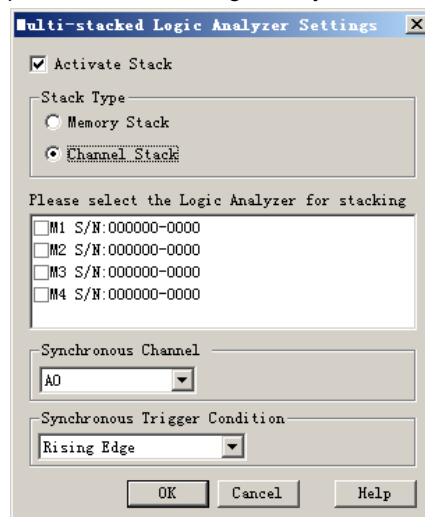 Multi-stacked Logic Analyzer Settings
Activate Stack
Stack Type
Memory Stack
Channel Stack
Please select the Logic Analyzer for stacking
M1 S/N:000000-0000
M2 S/N:000000-0000
M3 S/N:000000-0000
M4 S/N:000000-0000
Synchronous Channel
A0
Synchronous Trigger Condition
Rising Edge
OK Cancel Help